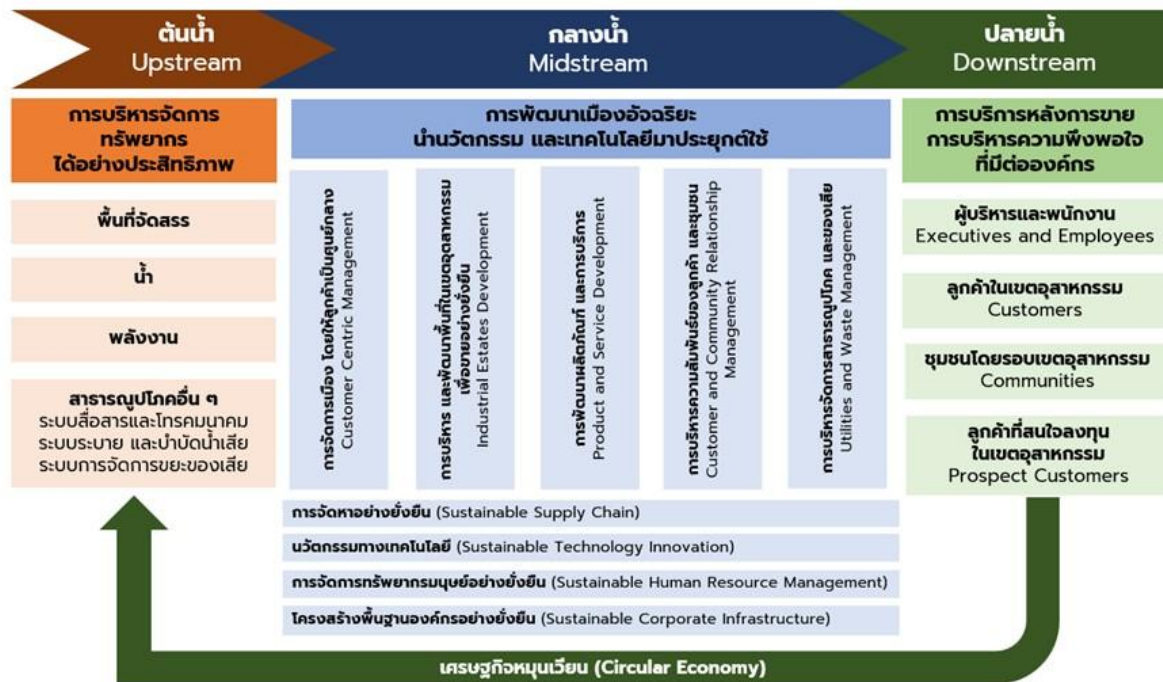 ต้นน้ำ
Upstream
กลางน้ำ
Midstream
ปลายน้ำ
Downstream
การบริหารจัดการ
ทรัพยากร
ได้อย่างประสิทธิภาพ
พื้นที่จัดสรร
น้ำ
พลังงาน
สาธารณูปโภคอื่น ๆ
ระบบสื่อสารและโทรคมนาคม
ระบบระบาย และบำบัดน้ำเสีย
ระบบการจัดการขยะของเสีย
การพัฒนาเมืองอัจฉริยะ
นำนวัตกรรม และเทคโนโลยีมาประยุกต์ใช้
การจัดการเมือง โดยให้ลูกค้าเป็นศูนย์กลาง
Customer Centric Management
การบริหาร และพัฒนาพื้นที่ในเขตอุตสาหกรรม
เพื่อขายอย่างยั่งยืน
Industrial Estates Development
การพัฒนาผลิตภัณฑ์ และการบริการ
Product and Service Development
การบริหารความสัมพันธ์ของลูกค้า และชุมชน
Customer and Community Relationship
Management
การบริหารจัดการสาธารณูปโภค และของเสีย
Utilities and Waste Management
การจัดหาอย่างยั่งยืน (Sustainable Supply Chain)
นวัตกรรมทางเทคโนโลยี (Sustainable Technology Innovation)
การจัดการทรัพยากรมนุษย์อย่างยั่งยืน (Sustainable Human Resource Management)
โครงสร้างพื้นฐานองค์กรอย่างยั่งยืน (Sustainable Corporate Infrastructure)
การบริการหลังการขาย
การบริหารความพึงพอใจ
ที่มีต่อองค์กร
ผู้บริหารและพนักงาน
Executives and Employees
ลูกค้าในเขตอุสาหกรรม
Customers
ชุมชนโดยรอบเขตอุสาหกรรม
Communities
ลูกค้าที่สนใจลงทุน
ในเขตอุสาหกรรม
Prospect Customers
เศรษฐกิจหมุนเวียน (Circular Economy)